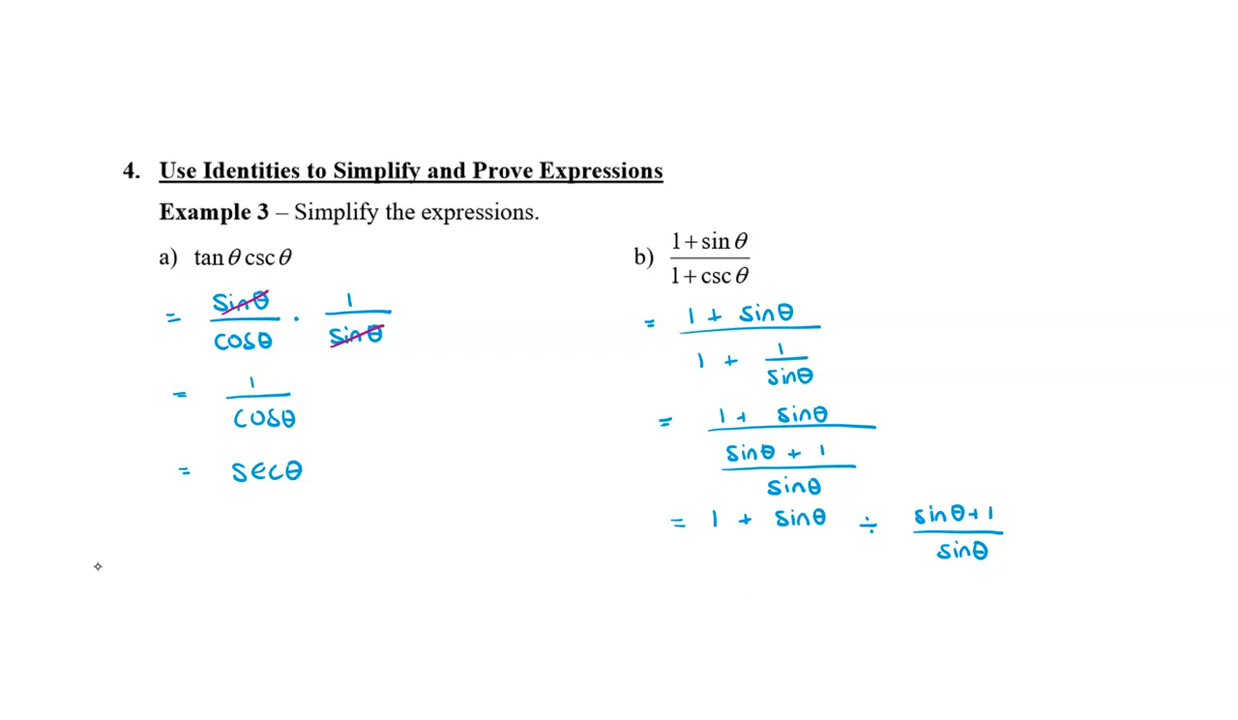 4. Use Identities to Simplify and Prove Expressions
Example 3 – Simplify the expressions.
a) tan θ csc θ
= sinθ/cosθ · 1/sinθ
= 1/cosθ
= secθ
b) (1+sin θ)/(1+csc θ)
= (1 + sinθ)/(1 + 1/sinθ)
= (1 + sinθ)/((sinθ + 1)/sinθ)
= 1 + sinθ ÷ (sinθ+1)/sinθ